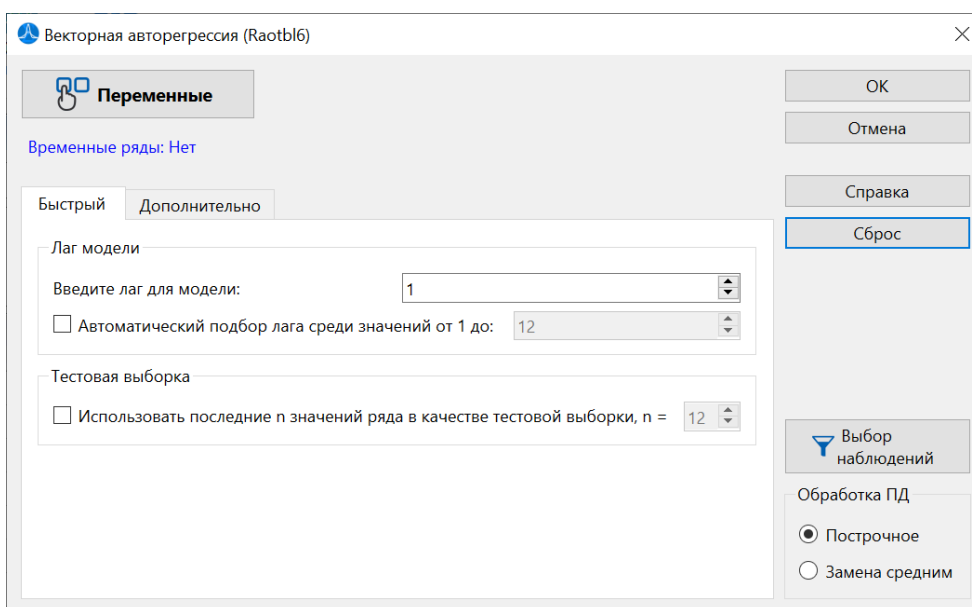 Векторная авторегрессия (Raotbl6)
Переменные
Временные ряды: Нет
Быстрый
Дополнительно
Лаг модели
Введите лаг для модели:
1
Автоматический подбор лага среди значений от 1 до:
12
Тестовая выборка
Использовать последние n значений ряда в качестве тестовой выборки, n =
12
OK
Отмена
Справка
Сброс
Выбор
наблюдений
Обработка ПД
Построчное
Замена средним